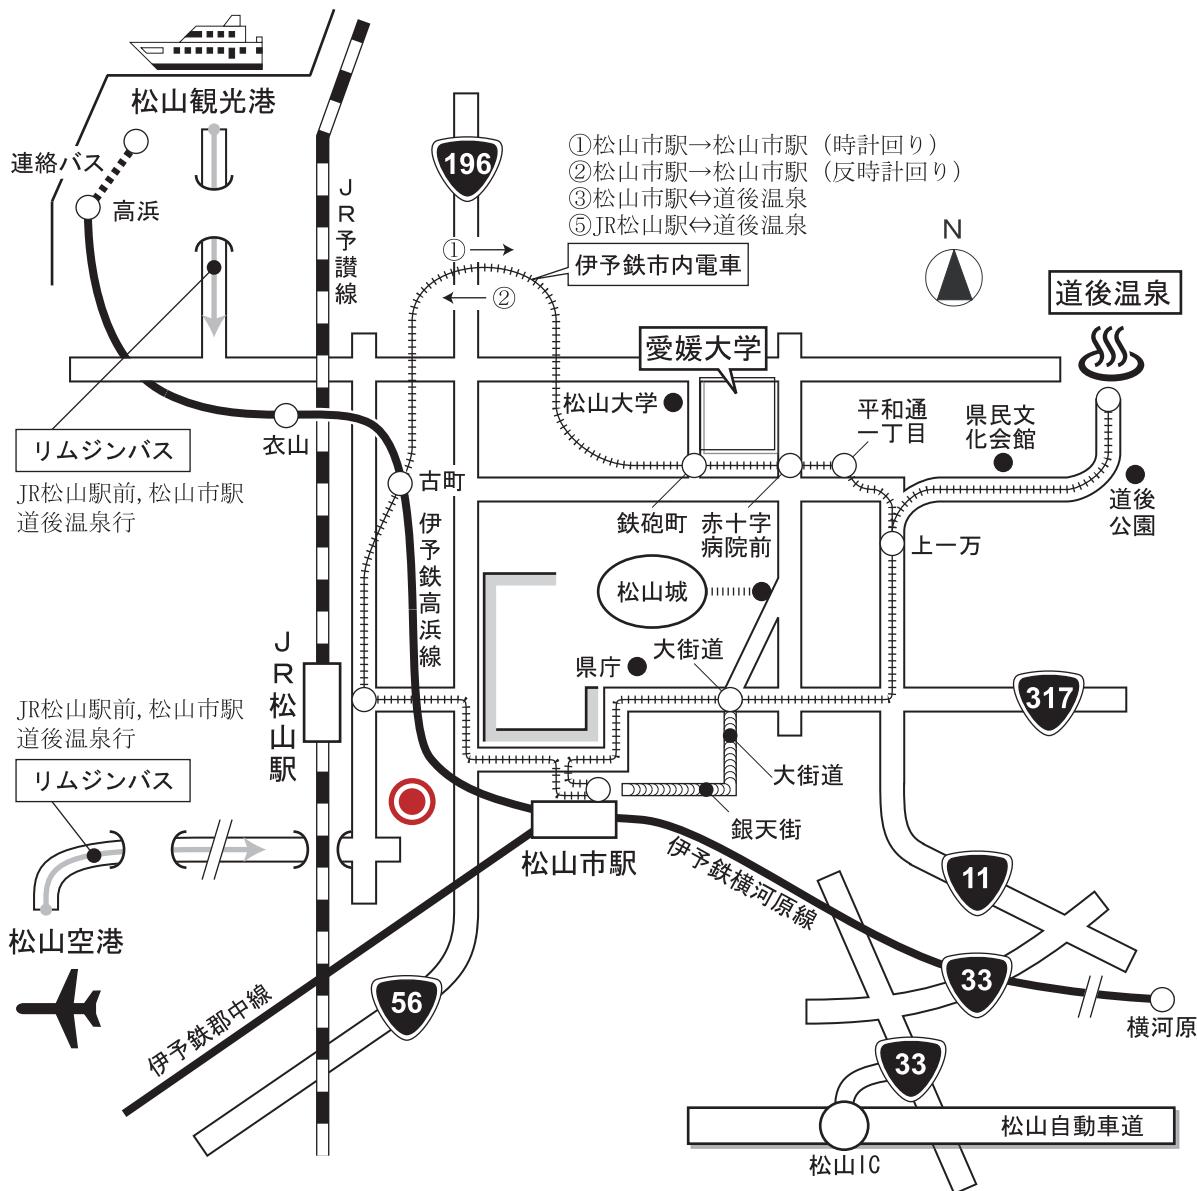 松山観光港
連絡バス
高浜
JR予讃線
196
①松山市駅→松山市駅（時計回り）
②松山市駅→松山市駅（反時計回り）
③松山市駅⇔道後温泉
⑤JR松山駅⇔道後温泉
①
②
伊予鉄市内電車
N
道後温泉
愛媛大学
松山大学
平和通
一丁目
県民文
化会館
道後
公園
衣山
リムジンバス
JR松山駅前,松山市駅
道後温泉行
古町
伊予鉄高浜線
鉄砲町
赤十字
病院前
上一万
松山城
県庁
大街道
317
JR松山駅
JR松山駅前,松山市駅
道後温泉行
リムジンバス
大街道
銀天街
松山市駅
伊予鉄横河原線
11
松山空港
33
56
伊予鉄郡中線
横河原
33
松山自動車道
松山IC